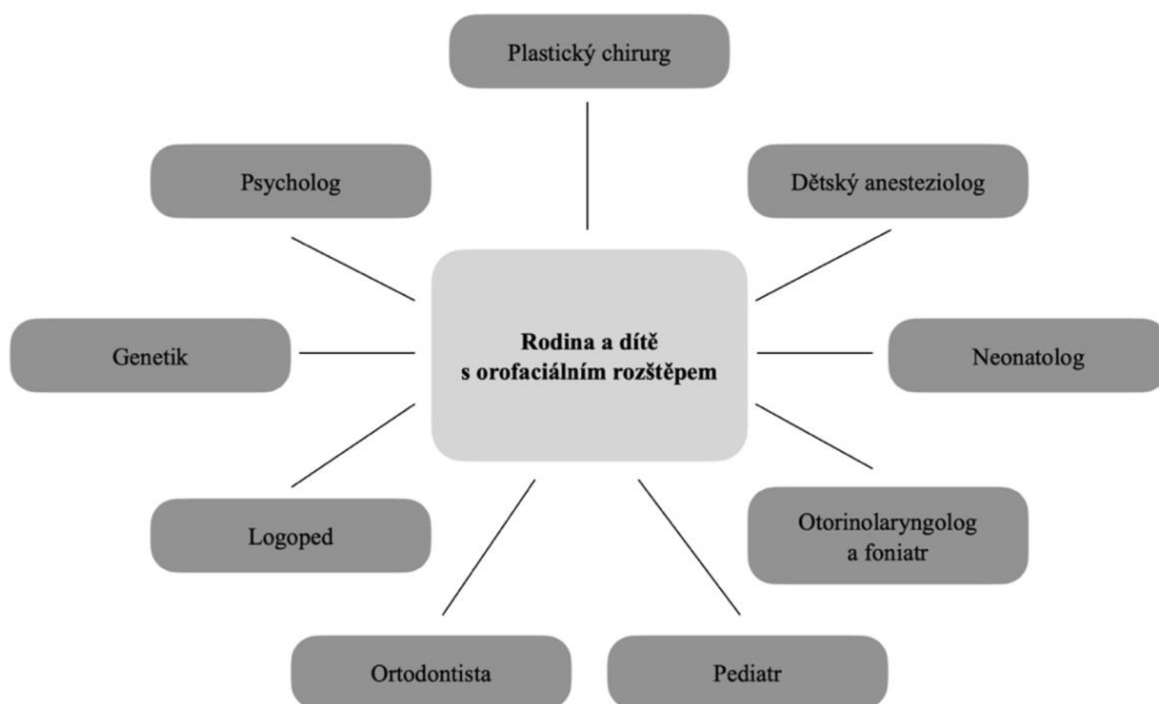 Plastický chirurg
Psycholog
Dětský anesteziolog
Rodina a dítě
s orofaciálním rozštěpem
Genetik
Neonatolog
Logoped
Otorinolaryngolog
a foniatr
Ortodontista
Pediatr